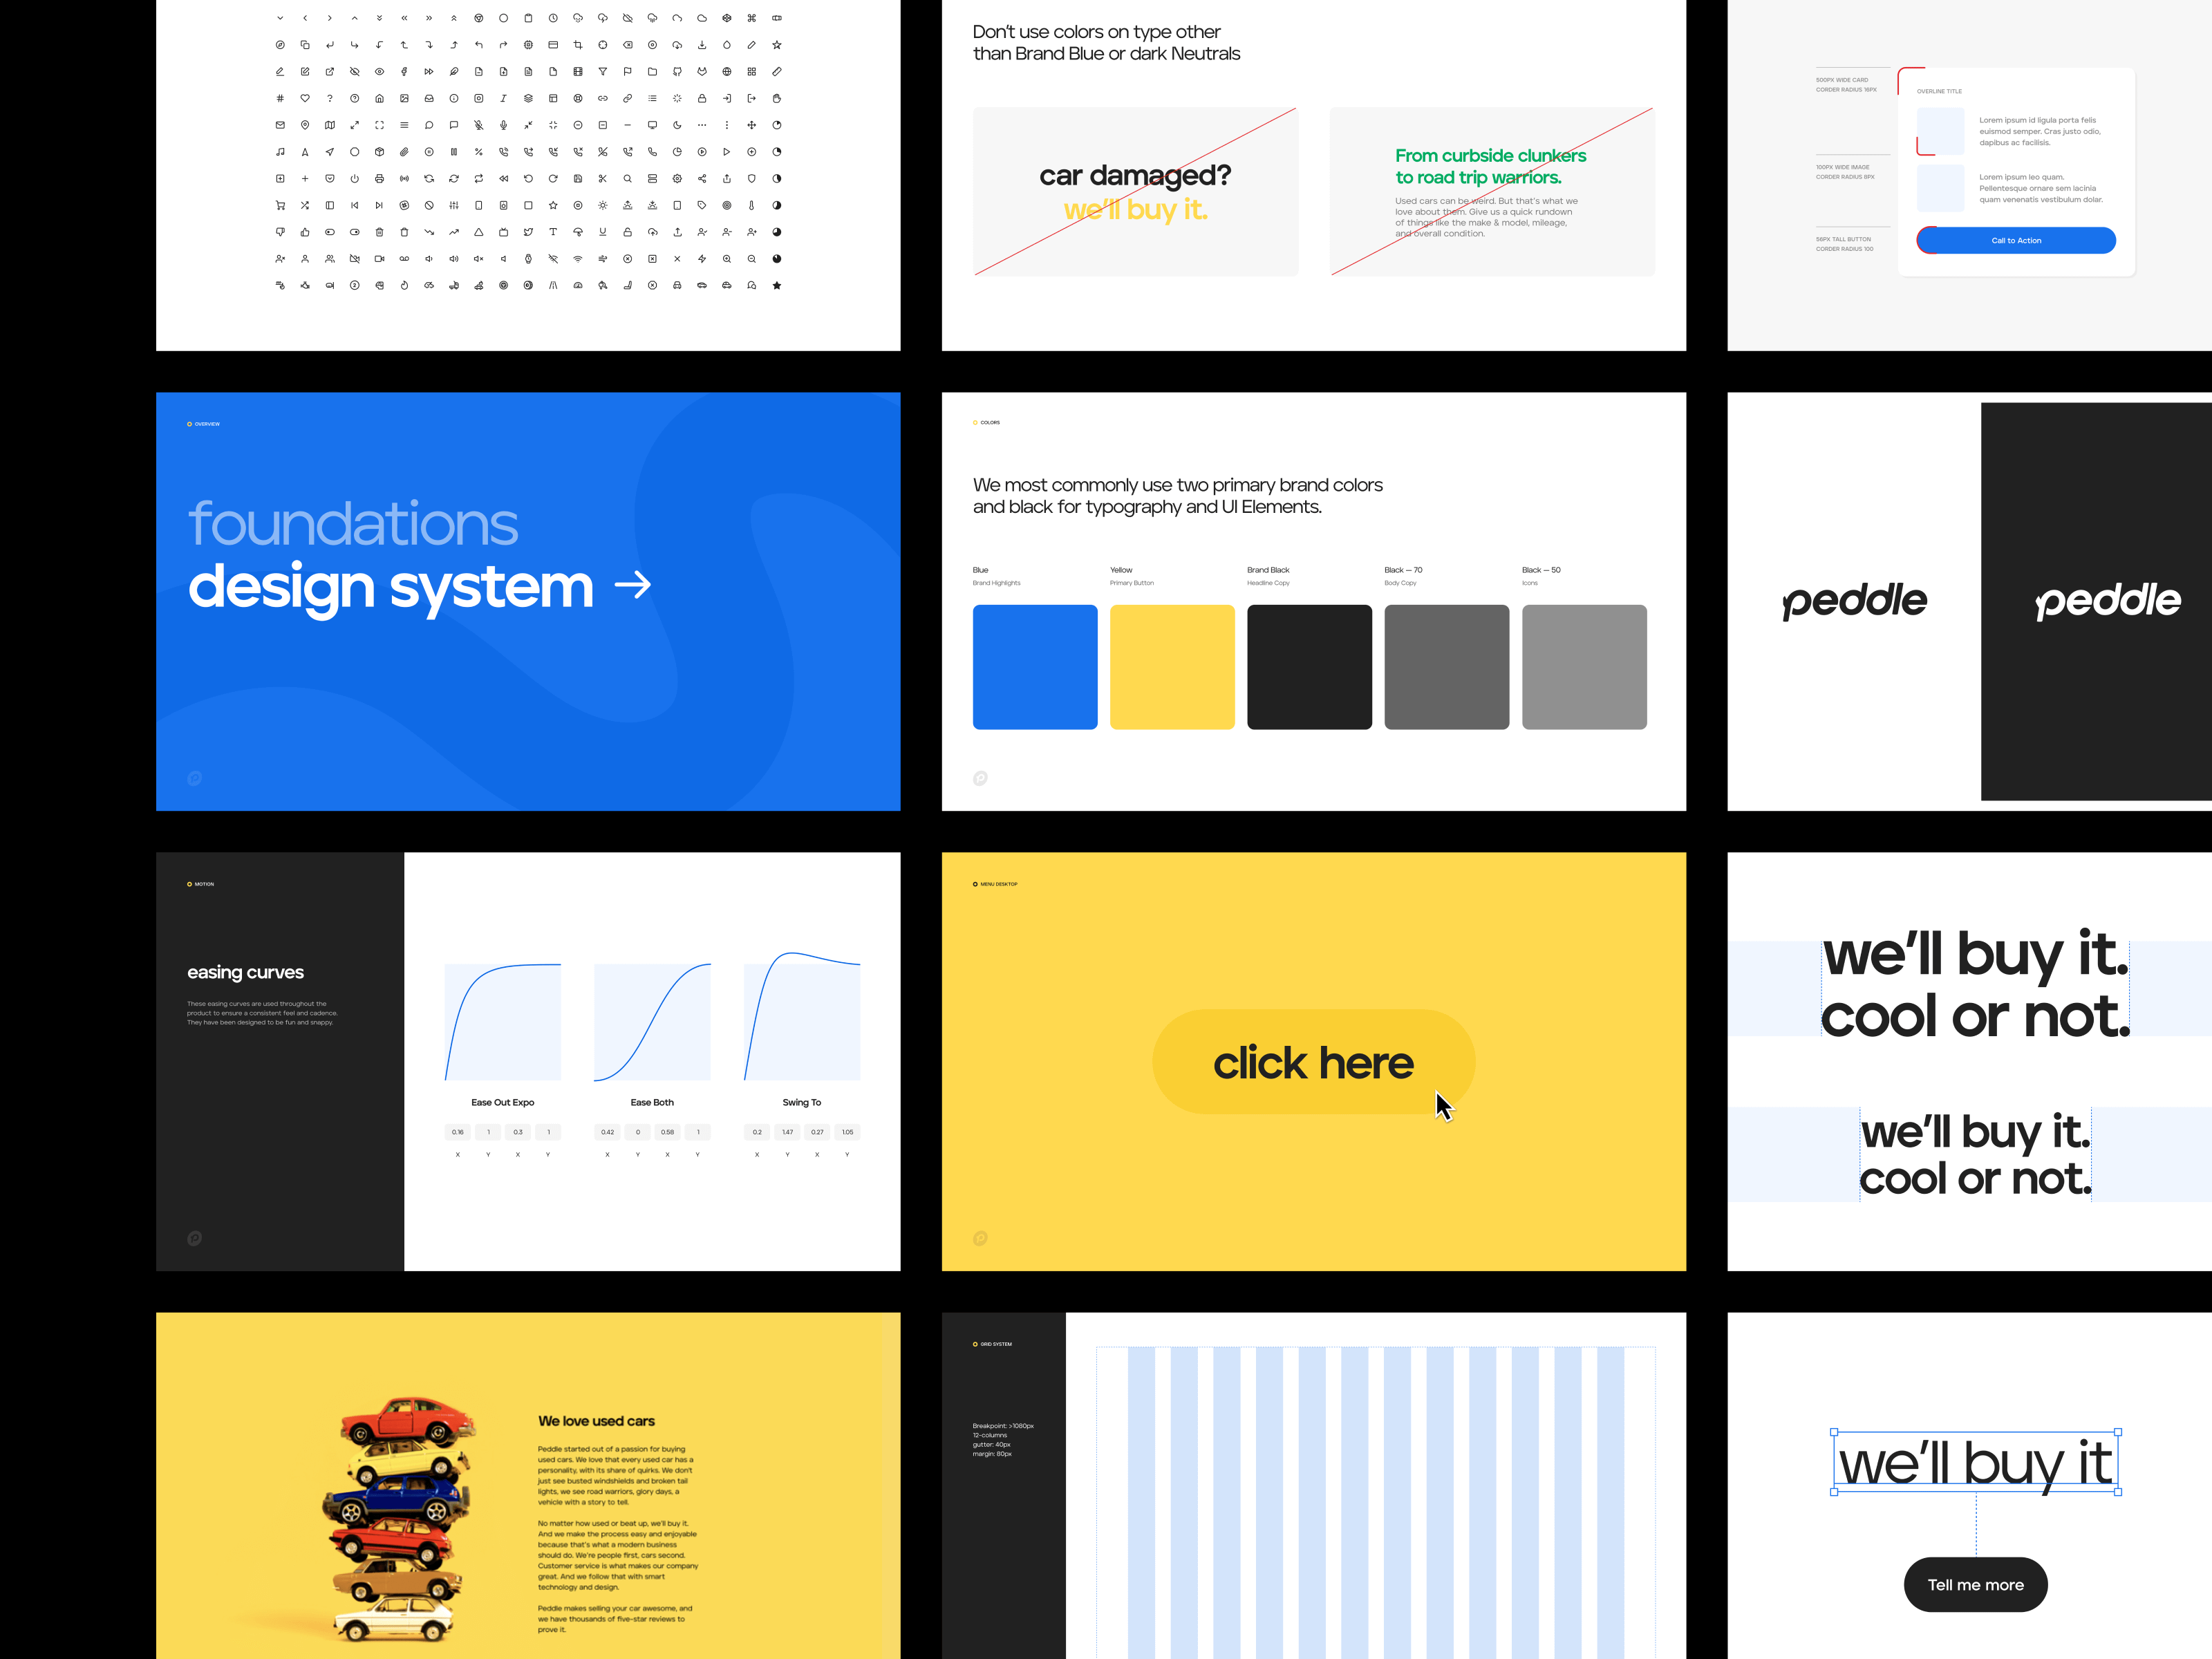 Don't use colors on type other
than Brand Blue or dark Neutrals
car damaged?
we'll buy it.
From curbside clunkers
to road trip warriors.
Used cars can be weird. But that's what we
love about them. Give us a quick rundown
of things like the make & model, mileage,
and overall condition.
600PX WIDE CARD
CORDER RADIUS 16PX
100PX WIDE IMAGE
CORDER RADIUS 8PX
56PX TALL BUTTON
CORDER RADIUS 100
OVERLINE TITLE
Lorem ipsum id ligula porta felis
euismod semper. Cras justo odio,
dapibus ac facilisis.
Lorem ipsum leo quam.
Pellentesque ornare sem lacinia
quam venenatis vestibulum dolar.
Call to Action
OVERVIEW
foundations
design system →
COLORS
We most commonly use two primary brand colors
and black for typography and UI Elements.
Blue
Brand Highlights
Yellow
Primary Button
Brand Black
Headline Copy
Black — 70
Body Copy
Black — 50
Icons
peddle
peddle
MOTION
easing curves
These easing curves are used throughout the
product to ensure a consistent feel and cadence.
They have been designed to be fun and snappy.
Ease Out Expo
0.16 1 0.3 1
X Y X Y
Ease Both
0.42 0 0.58 1
X Y X Y
Swing To
0.2 1.47 0.27 1.05
X Y X Y
MENU DESKTOP
click here
we'll buy it.
cool or not.
we'll buy it.
cool or not.
We love used cars
Peddle started out of a passion for buying
used cars. We love that every used car has a
personality, with its share of quirks. We don't
just see busted windshields and broken tail
lights, we see road warriors, glory days, a
vehicle with a story to tell.
No matter how used or beat up, we'll buy it.
And we make the process easy and enjoyable
because that's what a modern business
should do. We're people first, cars second.
Customer service is what makes our company
great. And we follow that with smart
technology and design.
Peddle makes selling your car awesome, and
we have thousands of five-star reviews to
prove it.
GRID SYSTEM
Breakpoint: >1080px
12-columns
gutter: 40px
margin: 80px
we'll buy it
Tell me more